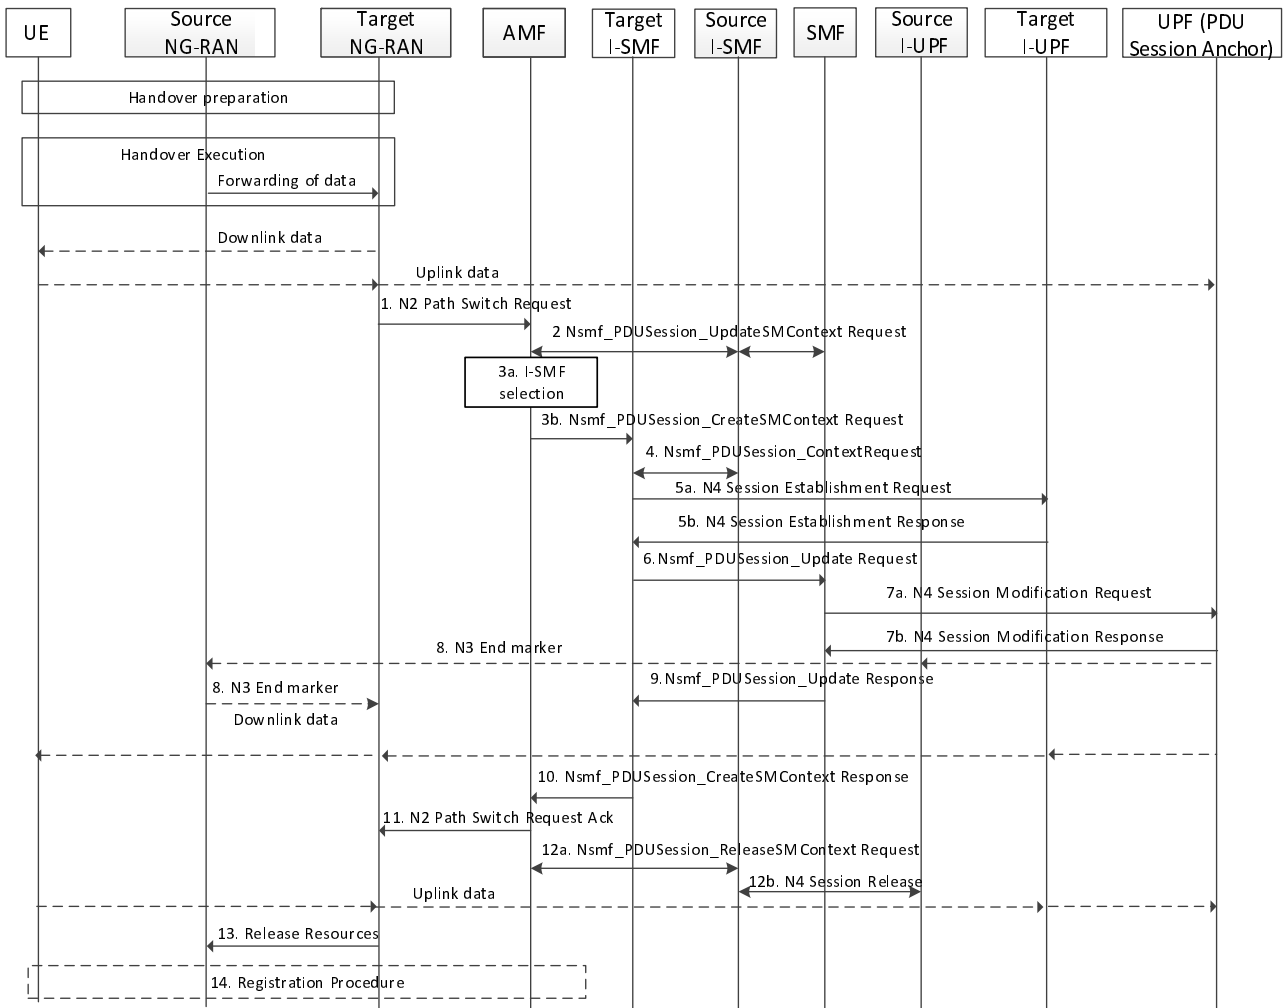 UE
Source
NG-RAN
Target
NG-RAN
AMF
Target
I-SMF
Source
I-SMF
SMF
Source
I-UPF
Target
I-UPF
UPF (PDU
Session Anchor)
Handover preparation
Handover Execution
Forwarding of data
Downlink data
Uplink data
1. N2 Path Switch Request
2 Nsmf_PDUSession_UpdateSMContext Request
3a. I-SMF
selection
3b. Nsmf_PDUSession_CreateSMContext Request
4. Nsmf_PDUSession_ContextRequest
5a. N4 Session Establishment Request
5b. N4 Session Establishment Response
6.Nsmf_PDUSession_Update Request
7a. N4 Session Modification Request
7b. N4 Session Modification Response
8. N3 End marker
9.Nsmf_PDUSession_Update Response
8. N3 End marker
Downlink data
10. Nsmf_PDUSession_CreateSMContext Response
11. N2 Path Switch Request Ack
12a. Nsmf_PDUSession_ReleaseSMContext Request
12b. N4 Session Release
Uplink data
13. Release Resources
14. Registration Procedure